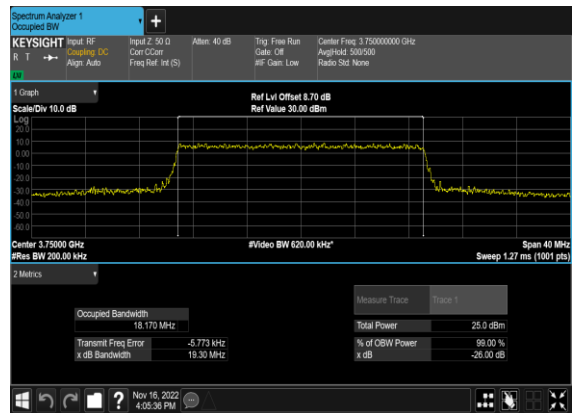 Spectrum Analyzer 1
Occupied BW
+
KEYSIGHT Input: RF Input Z: 50 Ω Atten: 40 dB Trig: Free Run Center Freq: 3.750000000 GHz
R T Coupling: DC Corr CCorr Gate: Off Avg|Hold: 500/500
Align: Auto Freq Ref: Int (S) #IF Gain: Low Radio Std: None
1 Graph
Ref Lvl Offset 8.70 dB
Scale/Div 10.0 dB Ref Value 30.00 dBm
Log
20.0
10.0
0.00
-10.0
-20.0
-30.0
-40.0
-50.0
-60.0
Center 3.75000 GHz #Video BW 620.00 kHz* Span 40 MHz
#Res BW 200.00 kHz Sweep 1.27 ms (1001 pts)
2 Metrics
Measure Trace Trace 1
Occupied Bandwidth
18.170 MHz Total Power 25.0 dBm
Transmit Freq Error -5.773 kHz % of OBW Power 99.00 %
x dB Bandwidth 19.30 MHz x dB -26.00 dB
? Nov 16, 2022
4:05:36 PM